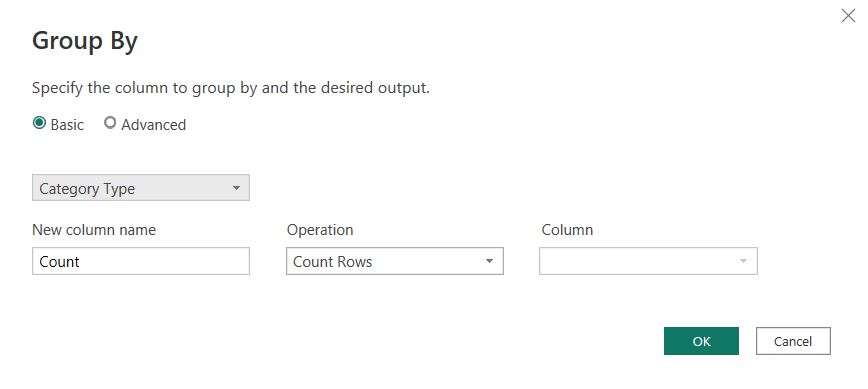 Group By
Specify the column to group by and the desired output.
Basic Advanced
Category Type
New column name Operation Column
Count Count Rows
OK Cancel